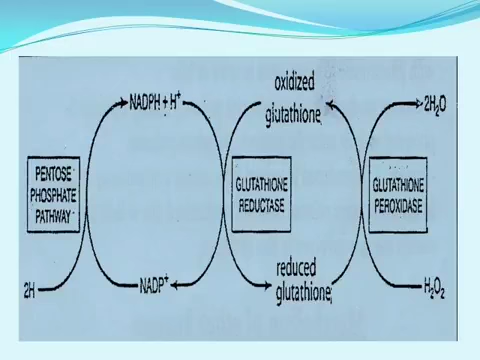 NADPH + H⁺
oxidized
glutathione
2H₂O
PENTOSE
PHOSPHATE
PATHWAY
GLUTATHIONE
REDUCTASE
GLUTATHIONE
PEROXIDASE
2H
NADP⁺
reduced
glutathione
H₂O₂